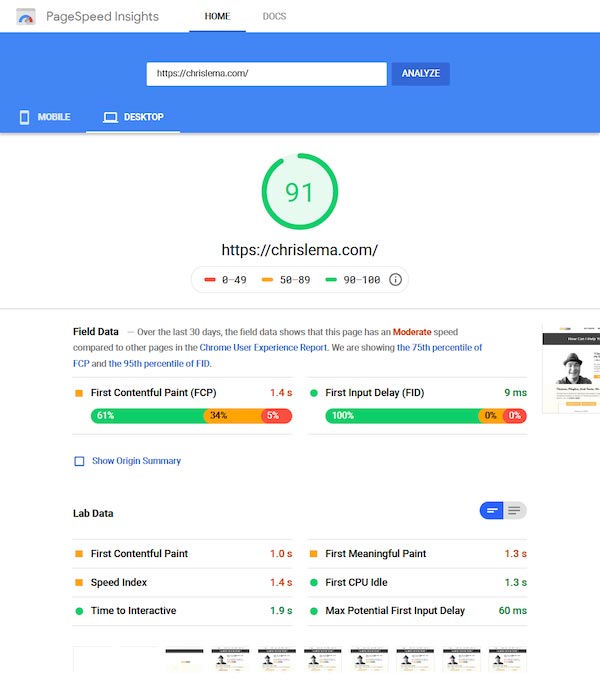 PageSpeed Insights HOME DOCS
https://chrislema.com/ ANALYZE
MOBILE DESKTOP
91
https://chrislema.com/
0–49 50–89 90–100
Field Data — Over the last 30 days, the field data shows that this page has an Moderate speed
compared to other pages in the Chrome User Experience Report. We are showing the 75th percentile of
FCP and the 95th percentile of FID.
First Contentful Paint (FCP) 1.4 s First Input Delay (FID) 9 ms
61% 34% 5% 100% 0% 0%
Show Origin Summary
Lab Data
First Contentful Paint 1.0 s First Meaningful Paint 1.3 s
Speed Index 1.4 s First CPU Idle 1.3 s
Time to Interactive 1.9 s Max Potential First Input Delay 60 ms